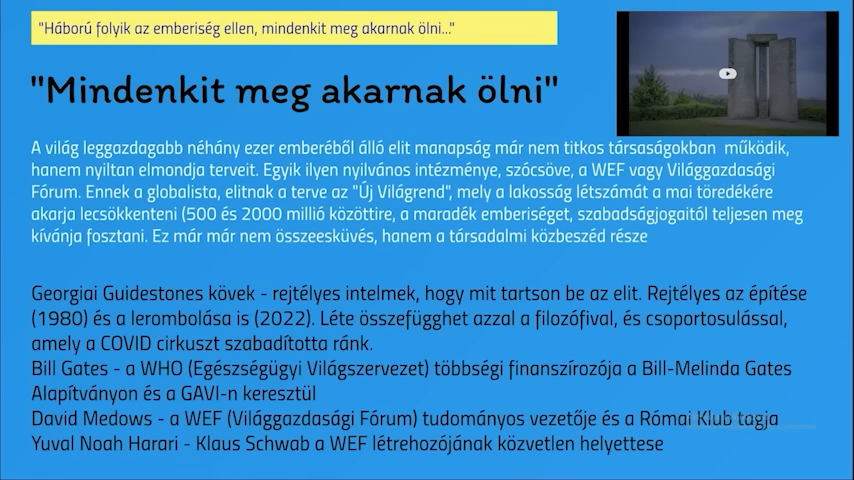 "Háború folyik az emberiség ellen, mindenkit meg akarnak ölni..."
"Mindenkit meg akarnak ölni"
A világ leggazdagabb néhány ezer emberéből álló elit manapság már nem titkos társaságokban működik,
hanem nyiltan elmondja terveit. Egyik ilyen nyilvános intézménye, szócsöve, a WEF vagy Világgazdasági
Fórum. Ennek a globalista, elitnak a terve az "Új Világrend", mely a lakosság létszámát a mai töredékére
akarja lecsökkenteni (500 és 2000 millió közöttire, a maradék emberiséget, szabadságjogaitól teljesen meg
kívánja fosztani. Ez már már nem összeesküvés, hanem a társadalmi közbeszéd része
Georgiai Guidestones kövek - rejtélyes intelmek, hogy mit tartson be az elit. Rejtélyes az építése
(1980) és a lerombolása is (2022). Léte összefügghet azzal a filozófival, és csoportosulással,
amely a COVID cirkuszt szabadította ránk.
Bill Gates - a WHO (Egészségügyi Világszervezet) többségi finanszírozója a Bill-Melinda Gates
Alapítványon és a GAVI-n keresztül
David Medows - a WEF (Világgazdasági Fórum) tudományos vezetője és a Római Klub tagja
Yuval Noah Harari - Klaus Schwab a WEF létrehozójának közvetlen helyettese